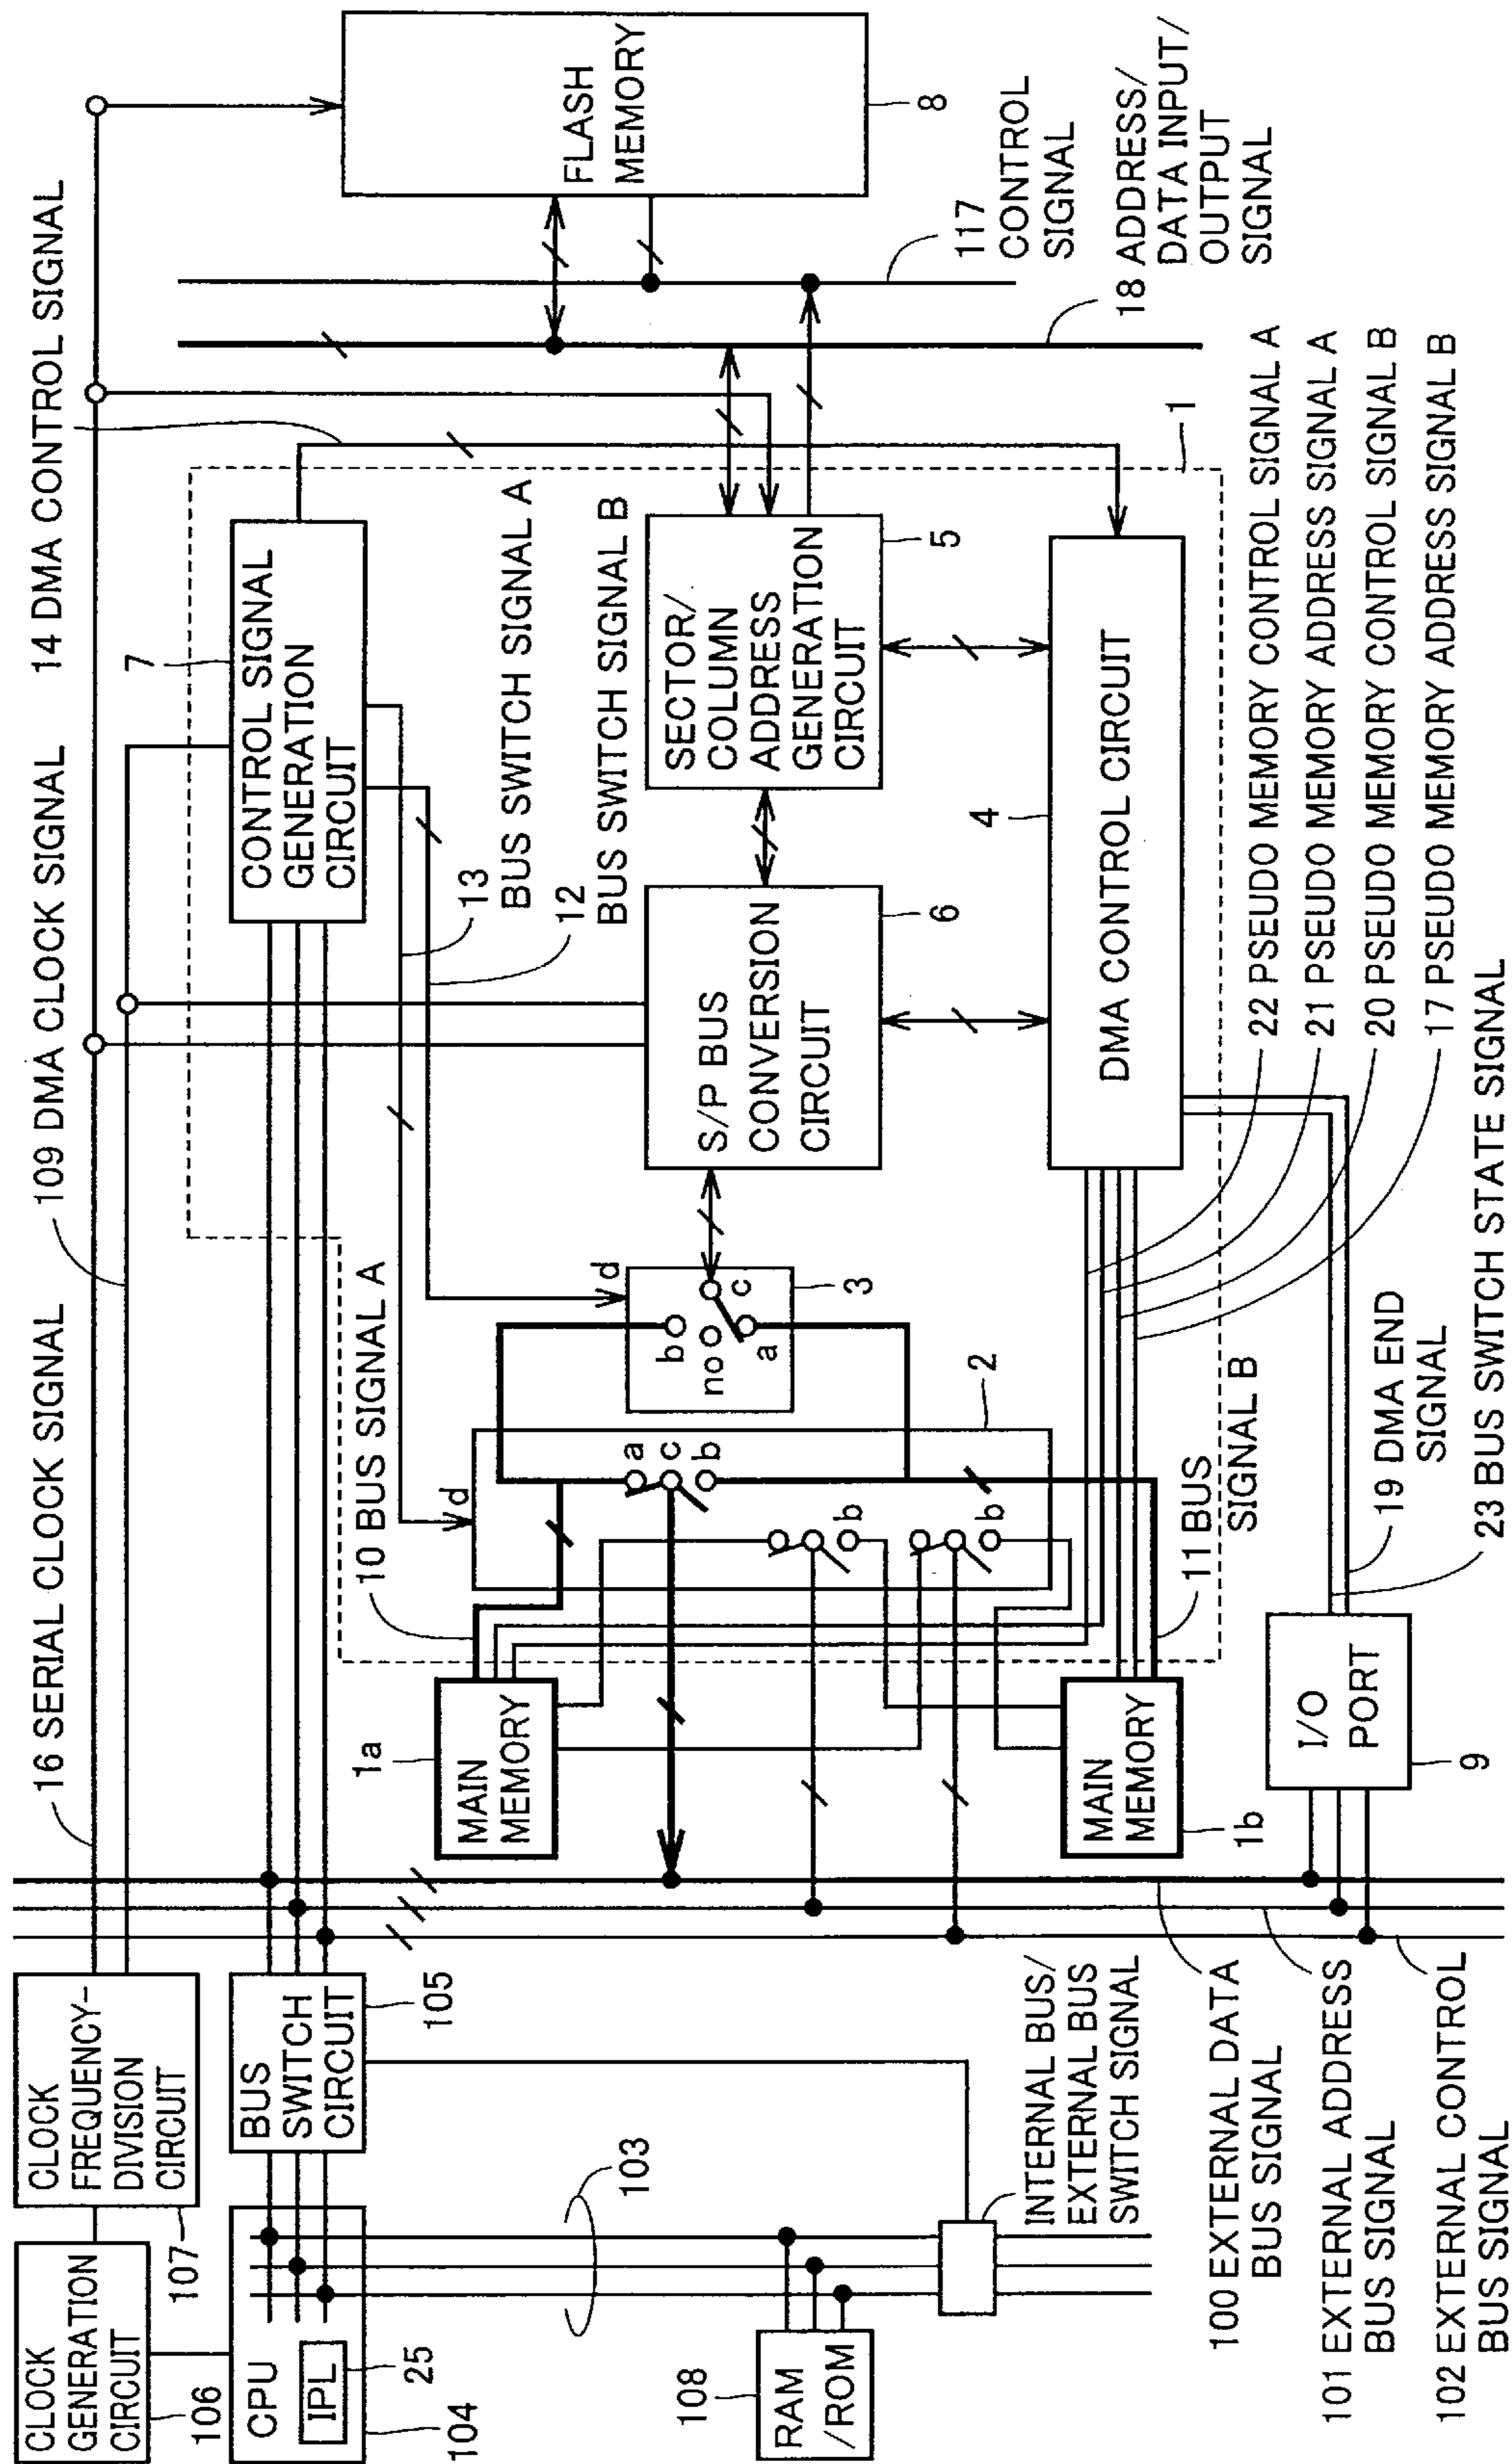 16 SERIAL CLOCK SIGNAL
109 DMA CLOCK SIGNAL
14 DMA CONTROL SIGNAL
CLOCK
GENERATION
CIRCUIT
106
CLOCK
FREQUENCY-
DIVISION
CIRCUIT
107
CPU
IPL
25
104
BUS
SWITCH
CIRCUIT
105
103
108
RAM
/ROM
INTERNAL BUS/
EXTERNAL BUS
SWITCH SIGNAL
100 EXTERNAL DATA
BUS SIGNAL
101 EXTERNAL ADDRESS
BUS SIGNAL
102 EXTERNAL CONTROL
BUS SIGNAL
1a
MAIN
MEMORY
MAIN
MEMORY
1b
I/O
PORT
9
10 BUS SIGNAL A
11 BUS
SIGNAL B
d
a
c
b
b
b
2
d
b
no
c
a
3
7
CONTROL SIGNAL
GENERATION
CIRCUIT
13
BUS SWITCH SIGNAL A
12
BUS SWITCH SIGNAL B
S/P BUS
CONVERSION
CIRCUIT
6
SECTOR/
COLUMN
ADDRESS
GENERATION
CIRCUIT
5
4
DMA CONTROL CIRCUIT
1
FLASH
MEMORY
8
117
CONTROL
SIGNAL
18 ADDRESS/
DATA INPUT/
OUTPUT
SIGNAL
22 PSEUDO MEMORY CONTROL SIGNAL A
21 PSEUDO MEMORY ADDRESS SIGNAL A
20 PSEUDO MEMORY CONTROL SIGNAL B
17 PSEUDO MEMORY ADDRESS SIGNAL B
19 DMA END
SIGNAL
23 BUS SWITCH STATE SIGNAL